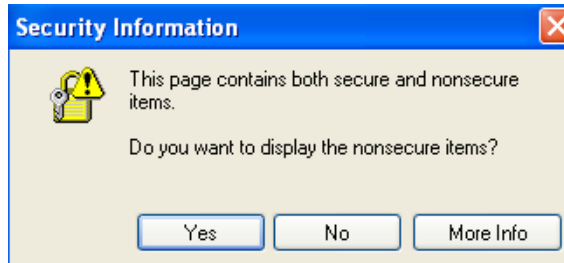 Security Information
This page contains both secure and nonsecure
items.
Do you want to display the nonsecure items?
Yes No More Info